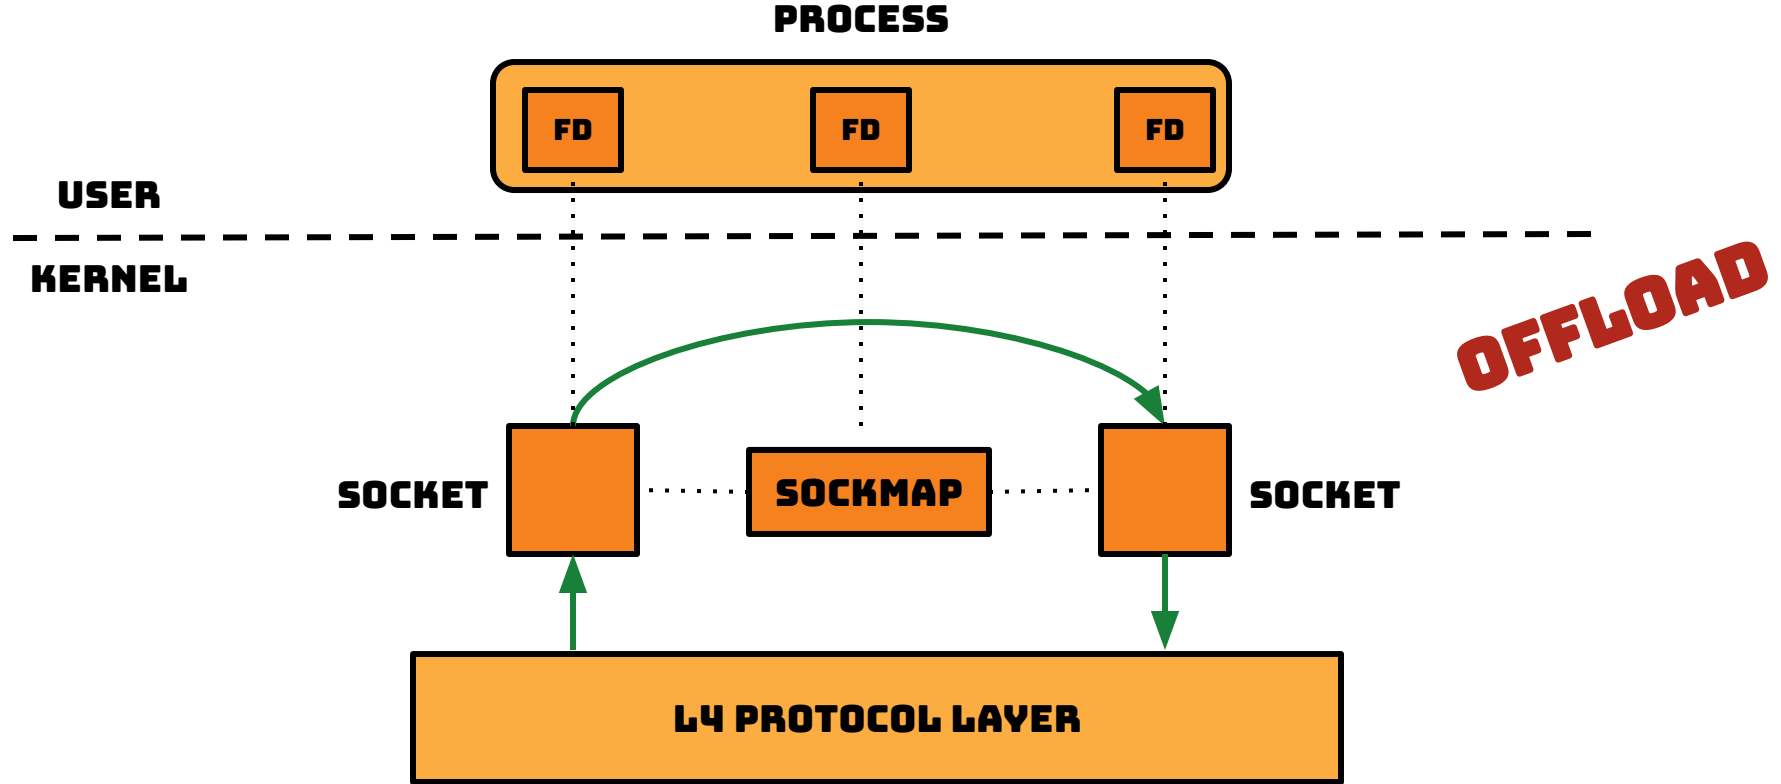 PROCESS
FD FD FD
USER
KERNEL
OFFLOAD
SOCKET SOCKMAP SOCKET
L4 PROTOCOL LAYER